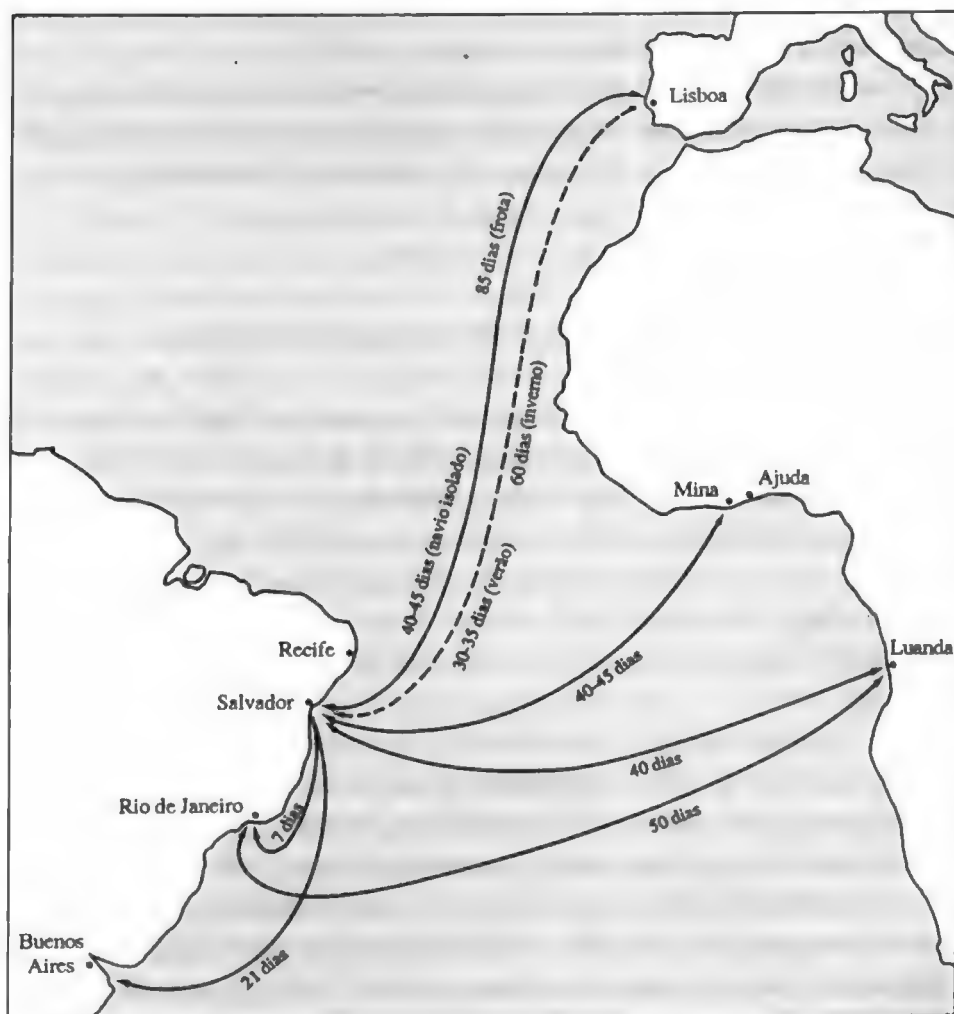 Lisboa
85 dias (frota)
60 dias (inverno)
40-45 dias (navio isolado)
30-35 dias (verão)
Mina
Ajuda
Recife
Salvador
Luanda
40-45 dias
40 dias
50 dias
Rio de Janeiro
7 dias
Buenos
Aires
21 dias